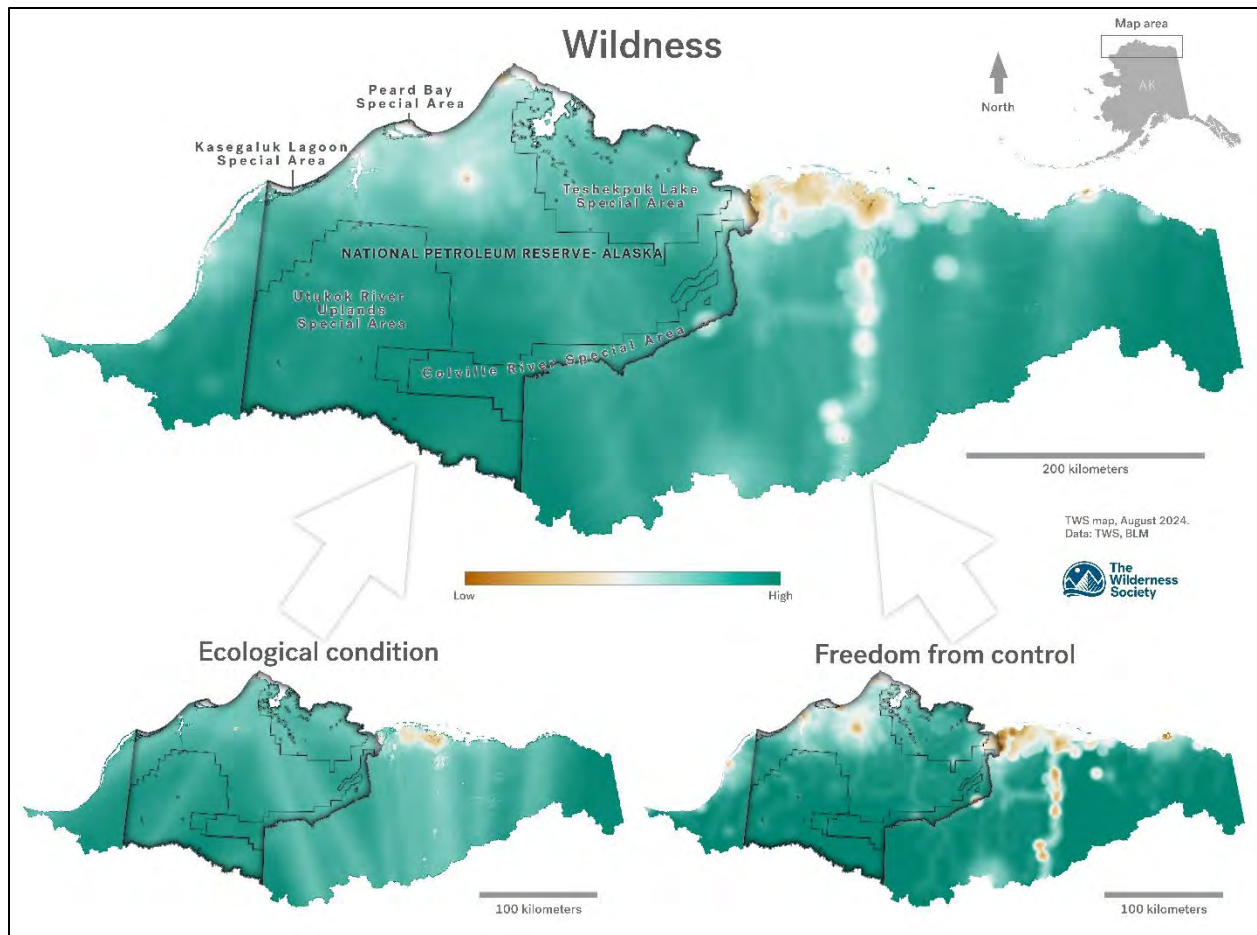 Wildness
Map area
AK
North
Peard Bay
Special Area
Kasegaluk Lagoon
Special Area
Teshekpuk Lake
Special Area
NATIONAL PETROLEUM RESERVE- ALASKA
Utukok River
Uplands
Special Area
Colville River Special Area
200 kilometers
TWS map, August 2024.
Data: TWS, BLM
The
Wilderness
Society
Low
High
Ecological condition
Freedom from control
100 kilometers
100 kilometers